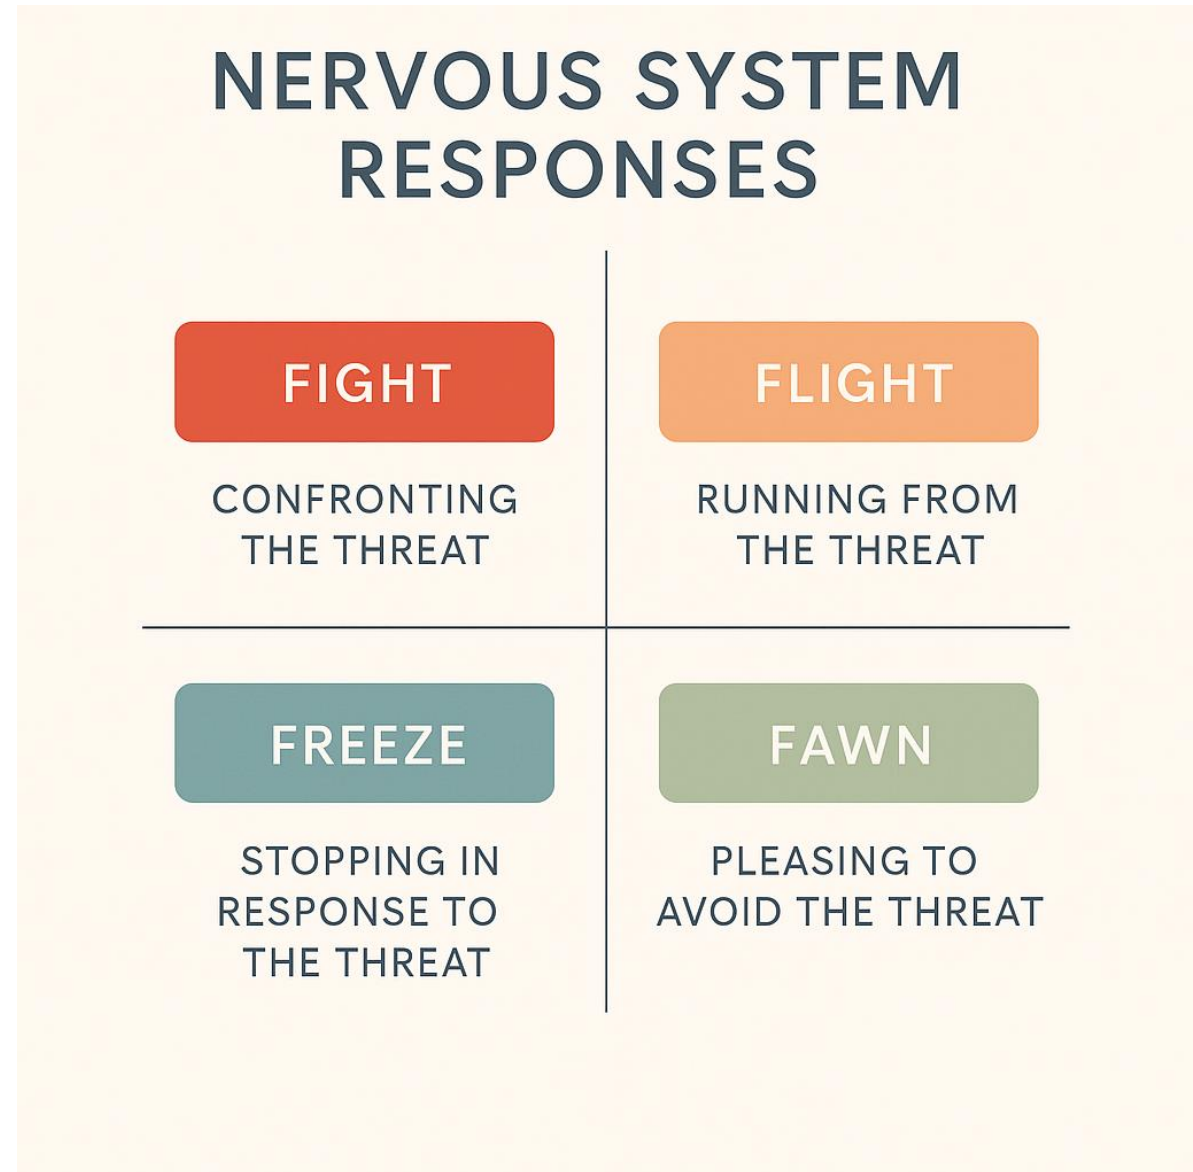 NERVOUS SYSTEM
RESPONSES
FIGHT
CONFRONTING
THE THREAT
FLIGHT
RUNNING FROM
THE THREAT
FREEZE
STOPPING IN
RESPONSE TO
THE THREAT
FAWN
PLEASING TO
AVOID THE THREAT